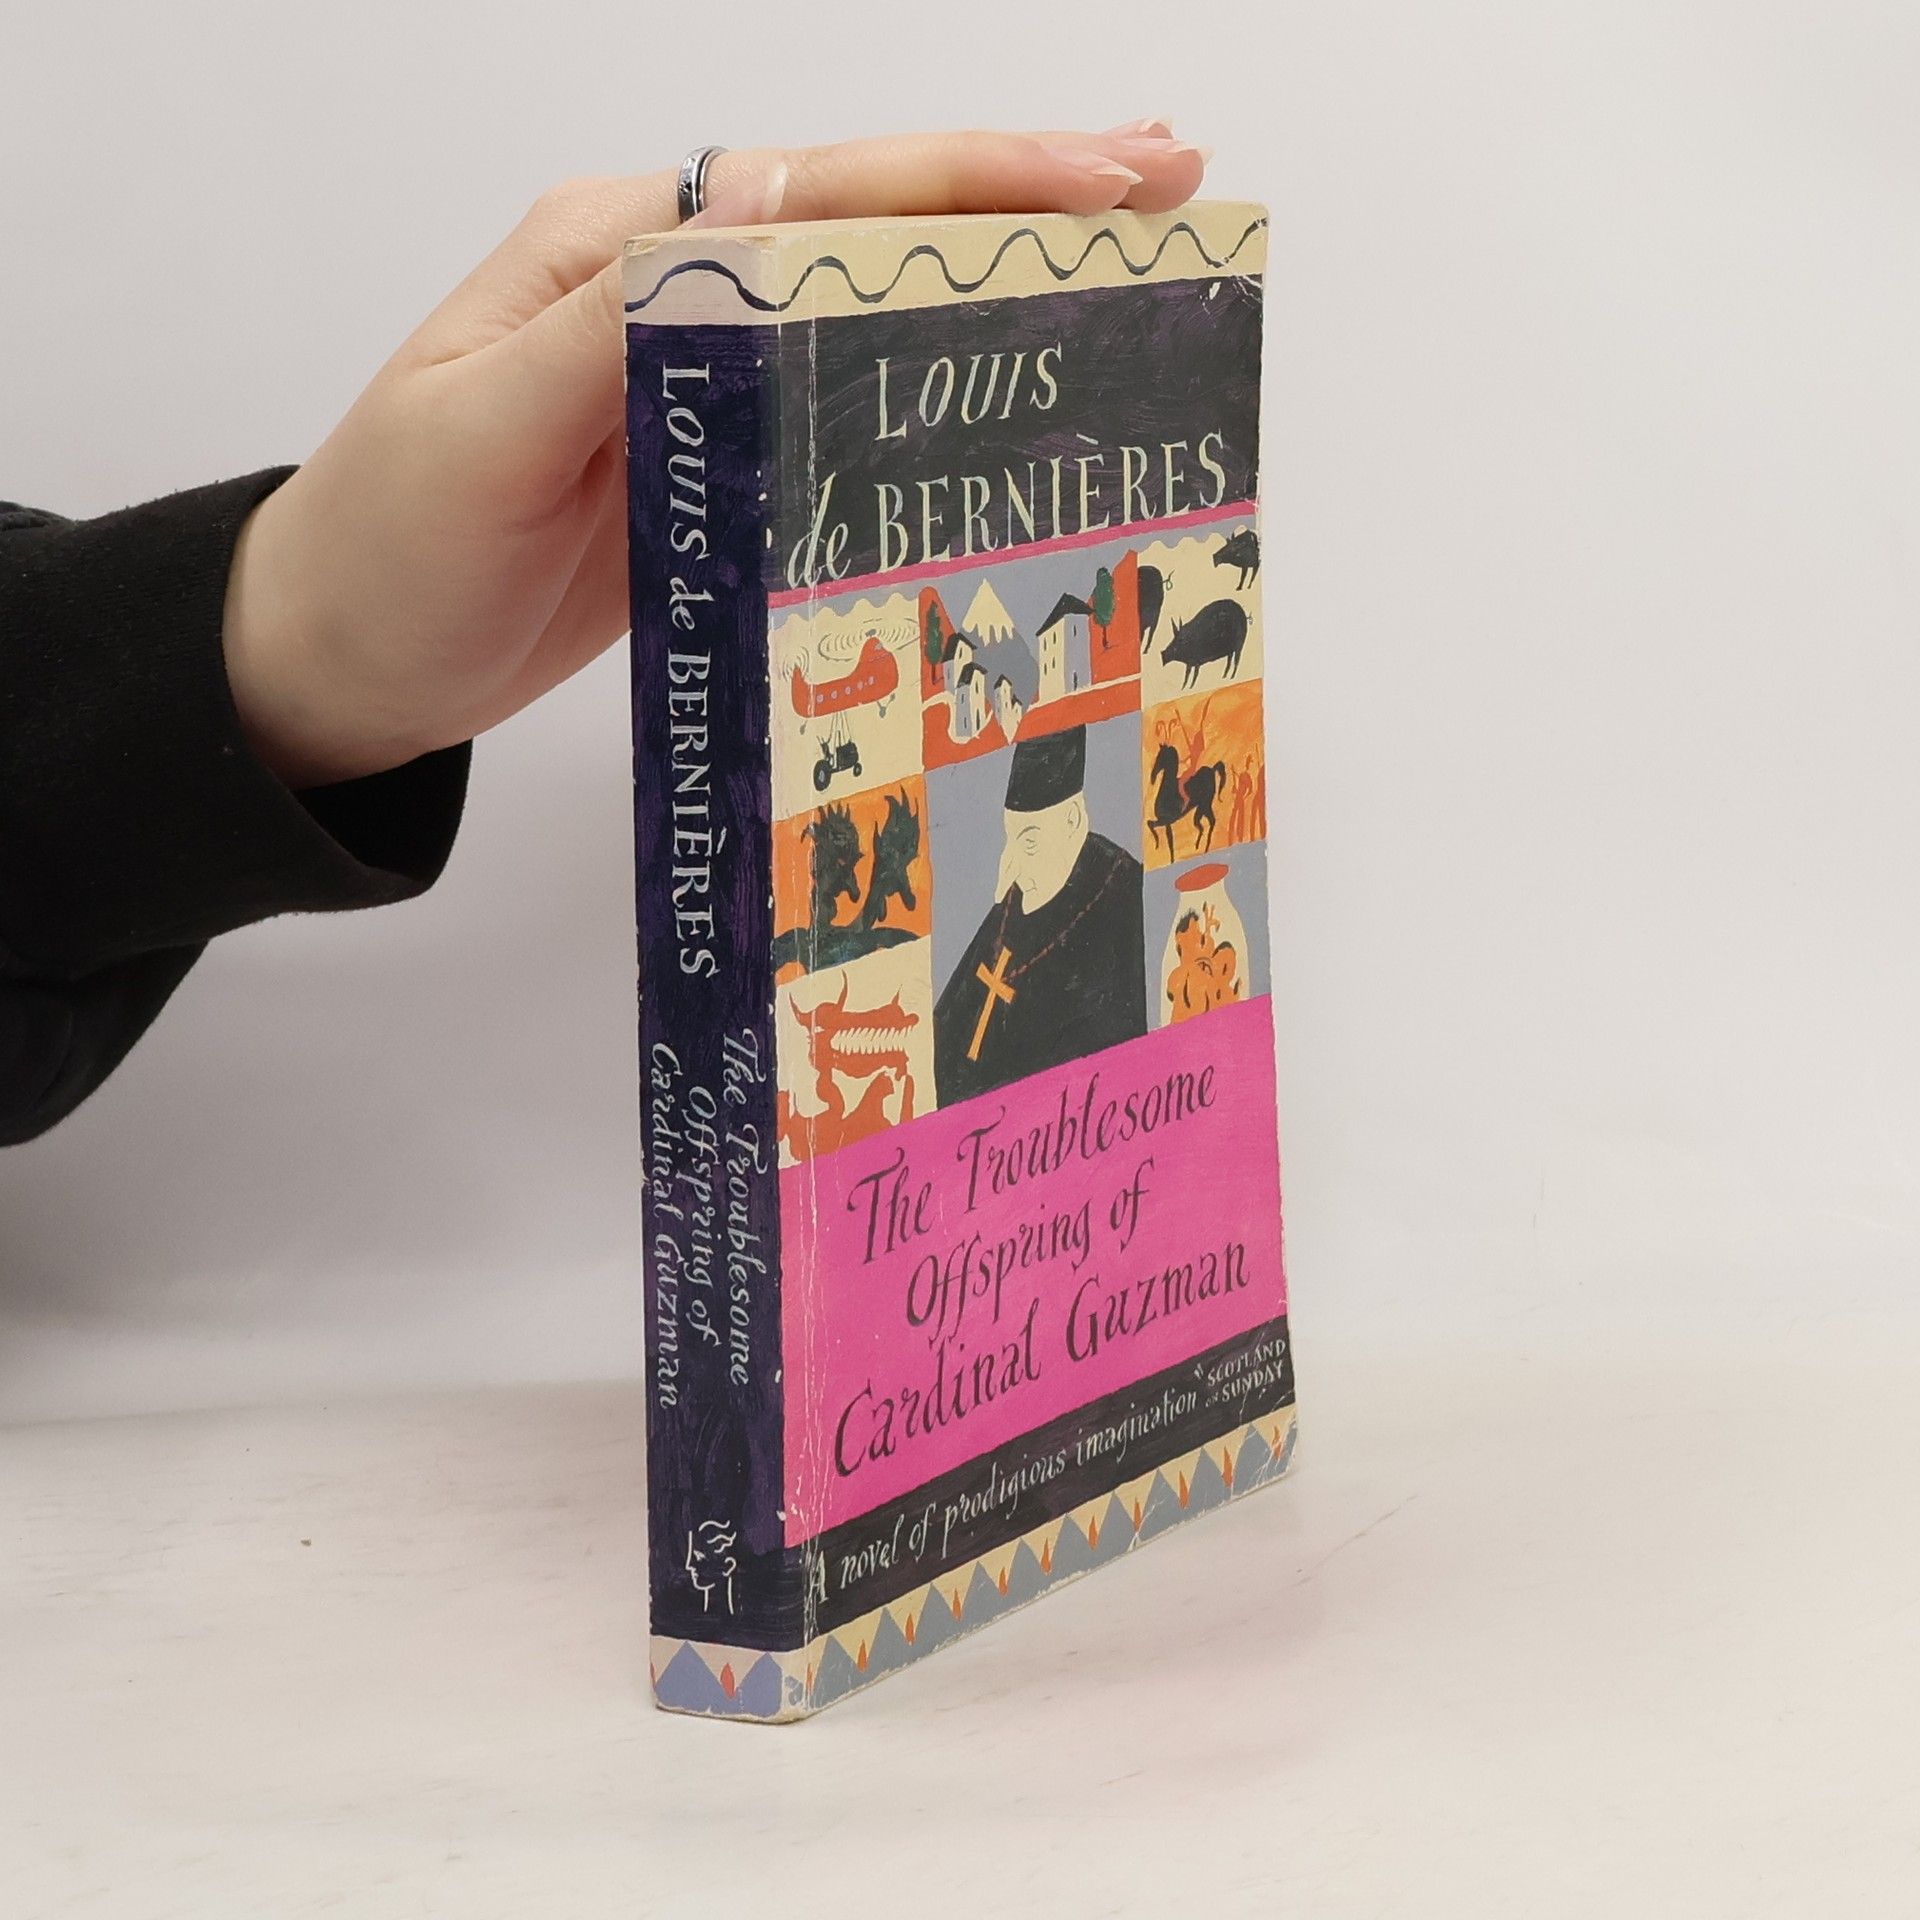 LOUIS de BERNIÈRES
The Troublesome
Offspring of
Cardinal Guzman
LOUIS
de BERNIÈRES
The Troublesome
Offspring of
Cardinal Guzman
A novel of prodigious imagination" SCOTLAND
on SUNDAY